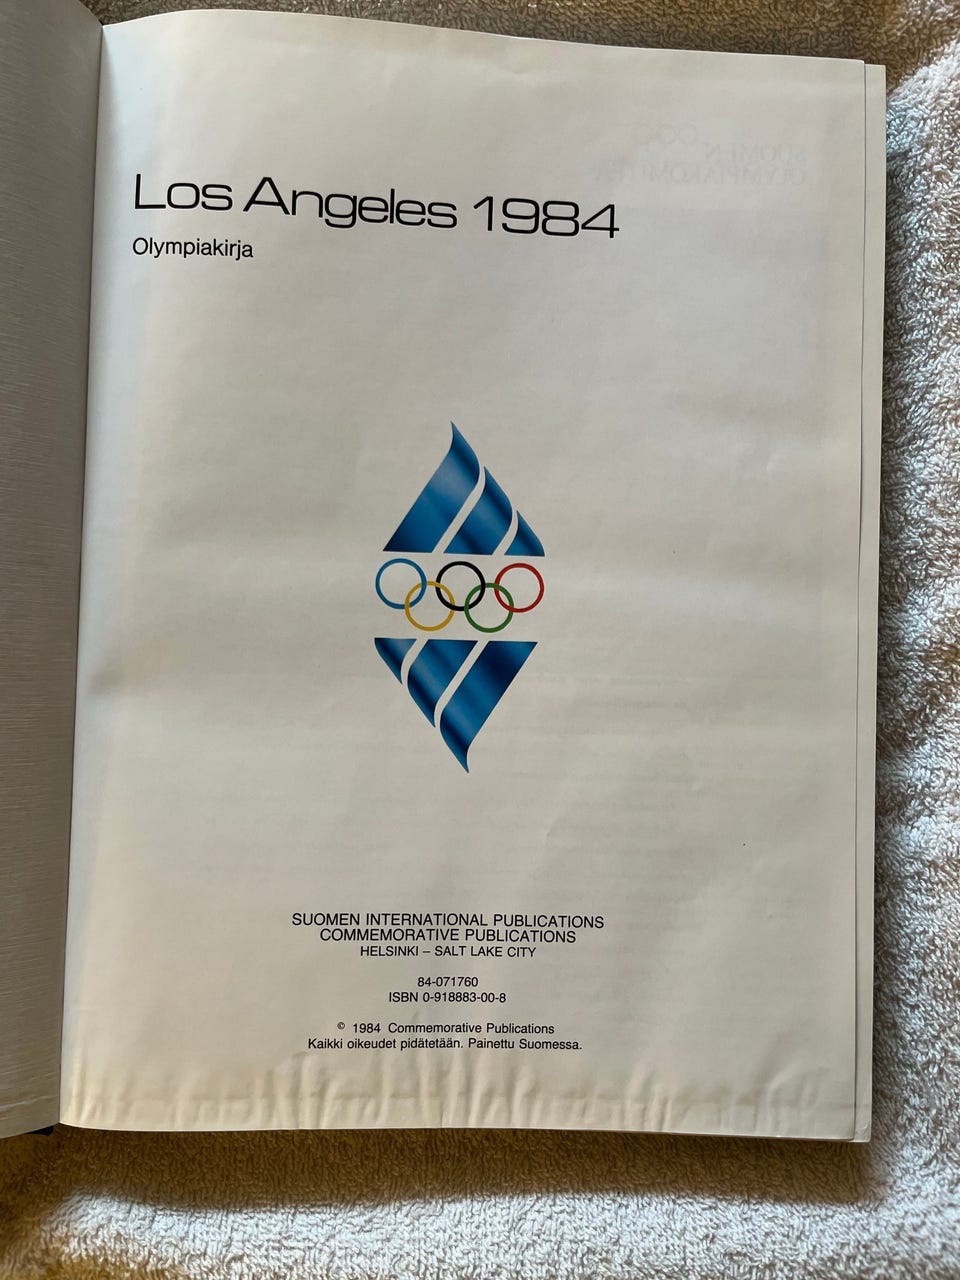 Los Angeles 1984
Olympiakirja
SUOMEN INTERNATIONAL PUBLICATIONS
COMMEMORATIVE PUBLICATIONS
HELSINKI – SALT LAKE CITY
84-071760
ISBN 0-918883-00-8
© 1984 Commemorative Publications
Kaikki oikeudet pidätetään. Painettu Suomessa.